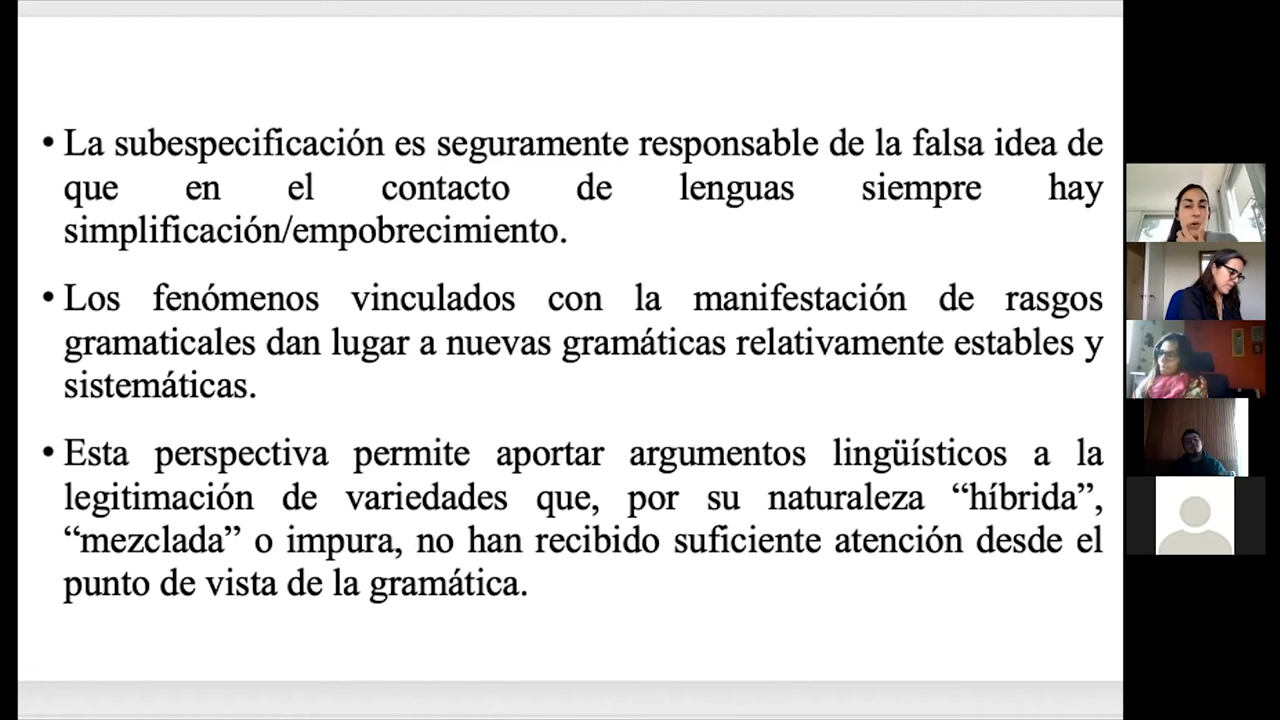 • La subespecificación es seguramente responsable de la falsa idea de
que en el contacto de lenguas siempre hay
simplificación/empobrecimiento.
• Los fenómenos vinculados con la manifestación de rasgos
gramaticales dan lugar a nuevas gramáticas relativamente estables y
sistemáticas.
• Esta perspectiva permite aportar argumentos lingüísticos a la
legitimación de variedades que, por su naturaleza “híbrida”,
“mezclada” o impura, no han recibido suficiente atención desde el
punto de vista de la gramática.